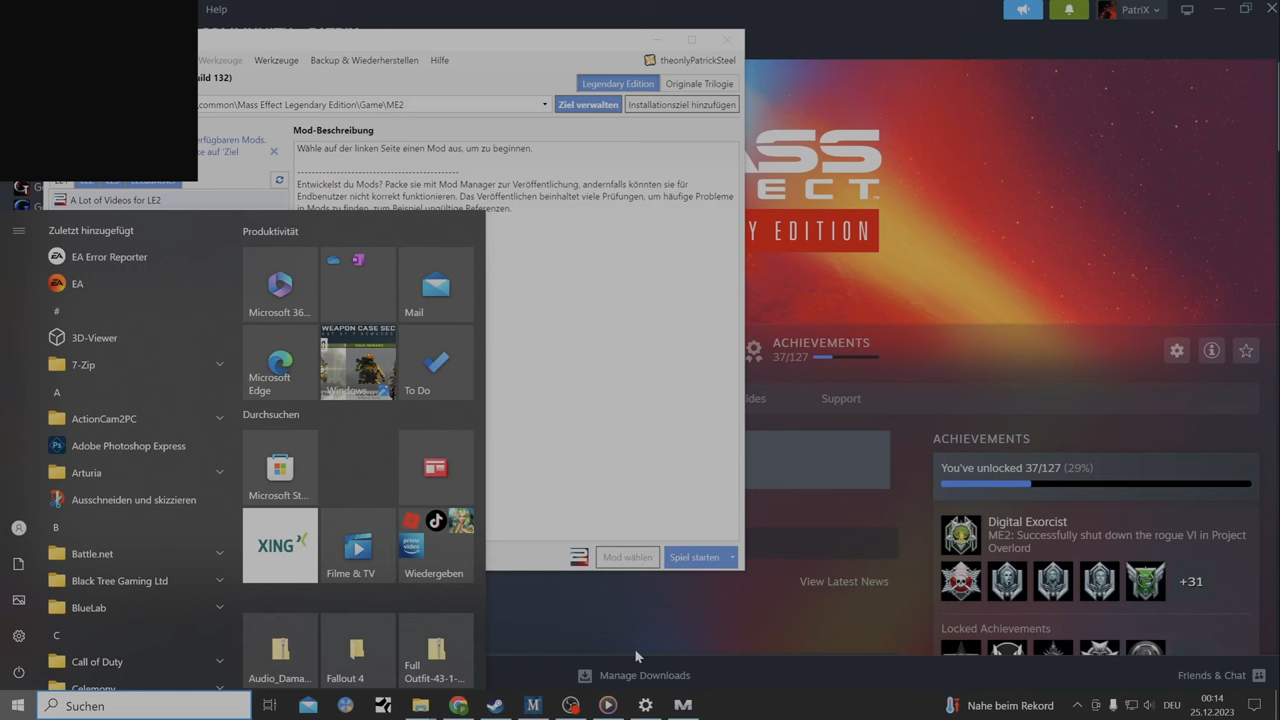 Help
PatriX
Werkzeuge
Werkzeuge
Backup & Wiederherstellen
Hilfe
theonlyPatrickSteel
uild 132)
Legendary Edition
Originale Trilogie
common\Mass Effect Legendary Edition\Game\ME2
Ziel verwalten
Installationsziel hinzufügen
erfügbaren Mods.
ke auf 'Ziel
Mod-Beschreibung
Wähle auf der linken Seite einen Mod aus, um zu beginnen.
--------------------------------------------
Entwickelst du Mods? Packe sie mit Mod Manager zur Veröffentlichung, andernfalls könnten sie für
Endbenutzer nicht korrekt funktionieren. Das Veröffentlichen beinhaltet viele Prüfungen, um häufige Probleme
in Mods zu finden, zum Beispiel ungültige Referenzen.
A Lot of Videos for LE2
ASS
ECT
Y EDITION
Zuletzt hinzugefügt
EA Error Reporter
EA
#
3D-Viewer
7-Zip
A
ActionCam2PC
Adobe Photoshop Express
Arturia
Ausschneiden und skizzieren
B
Battle.net
Black Tree Gaming Ltd
BlueLab
C
Call of Duty
Celemony
Produktivität
Microsoft 36...
Mail
Microsoft
Edge
WEAPON CASE SEC
Windows
To Do
Durchsuchen
Microsoft St...
XING
Filme & TV
prime
video
Wiedergeben
Audio_Dama...
Fallout 4
Full
Outfit-43-1-
Mod wählen
Spiel starten
ACHIEVEMENTS
37/127
ides
Support
ACHIEVEMENTS
You've unlocked 37/127 (29%)
Digital Exorcist
ME2: Successfully shut down the rogue VI in Project
Overlord
+31
View Latest News
Locked Achievements
Manage Downloads
Friends & Chat
Suchen
Nahe Rekord
DEU
00:14
25.12.2023